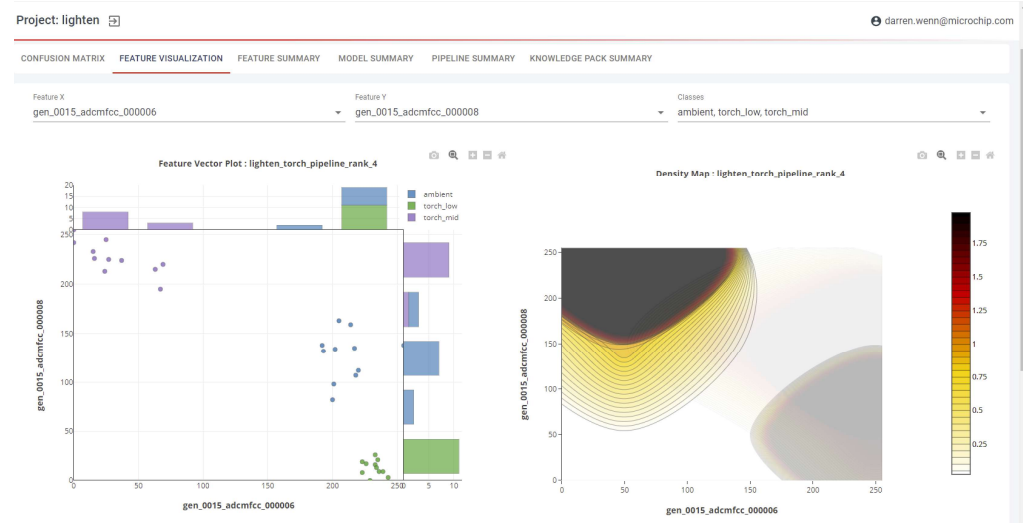 Project: lighten
darren.wenn@microchip.com
CONFUSION MATRIX FEATURE VISUALIZATION FEATURE SUMMARY MODEL SUMMARY PIPELINE SUMMARY KNOWLEDGE PACK SUMMARY
Feature X
gen_0015_adcmfcc_000006
Feature Y
gen_0015_adcmfcc_000008
Classes
ambient, torch_low, torch_mid
Feature Vector Plot : lighten_torch_pipeline_rank_4
20
15
10
5
0
ambient
torch_low
torch_mid
250
200
150
100
50
0
gen_0015_adcmfcc_000008
0 50 100 150 200 250
0 5 10
gen_0015_adcmfcc_000006
Density Map : lighten_torch_pipeline_rank_4
250
200
150
100
50
0
gen_0015_adcmfcc_000008
0 50 100 150 200 250
gen_0015_adcmfcc_000006
1.75
1.5
1.25
1
0.75
0.5
0.25